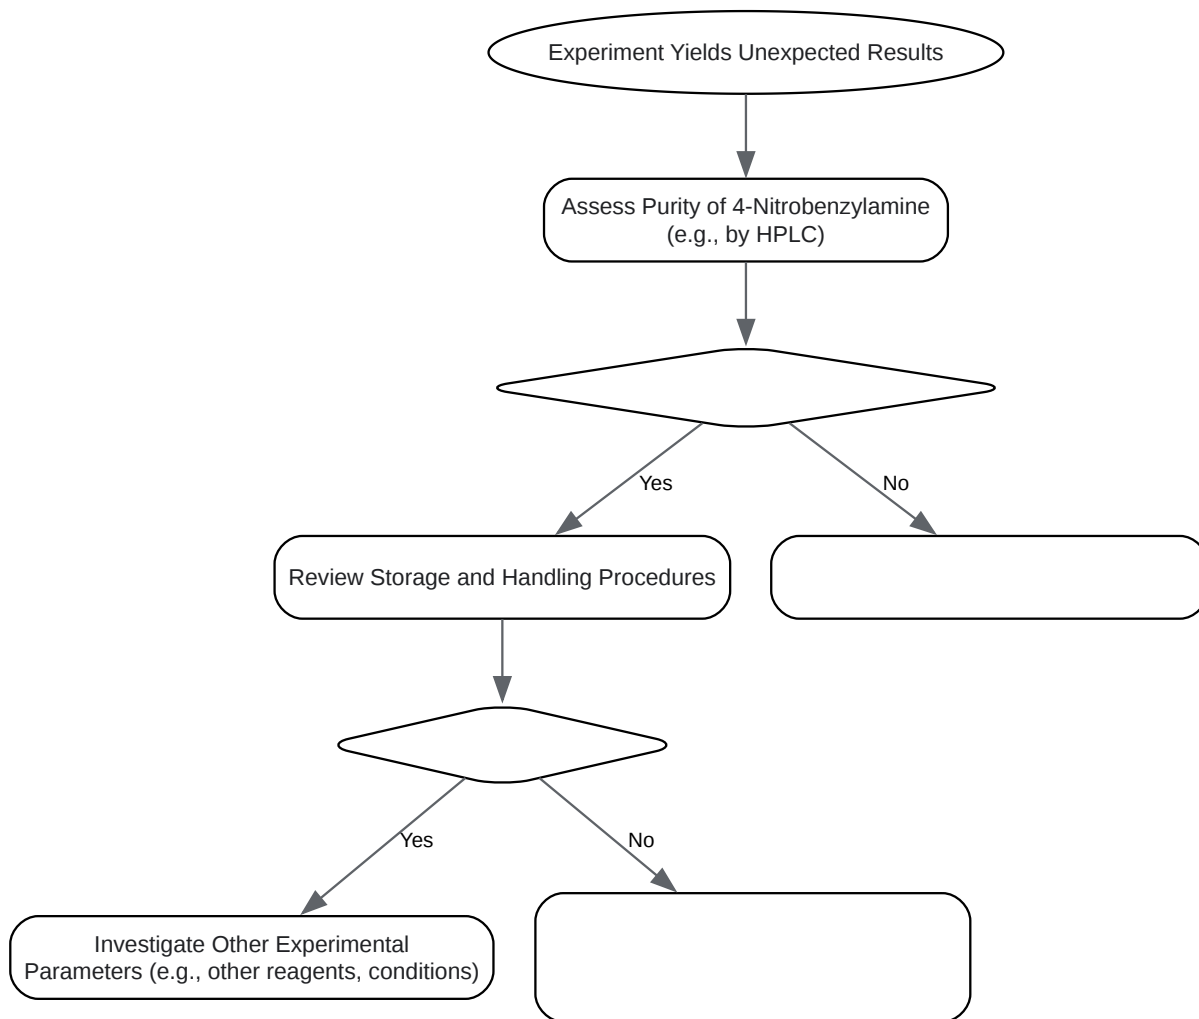 Experiment Yields Unexpected Results
Assess Purity of 4-Nitrobenzylamine
(e.g., by HPLC)
Yes
No
Review Storage and Handling Procedures
Yes
No
Investigate Other Experimental
Parameters (e.g., other reagents, conditions)